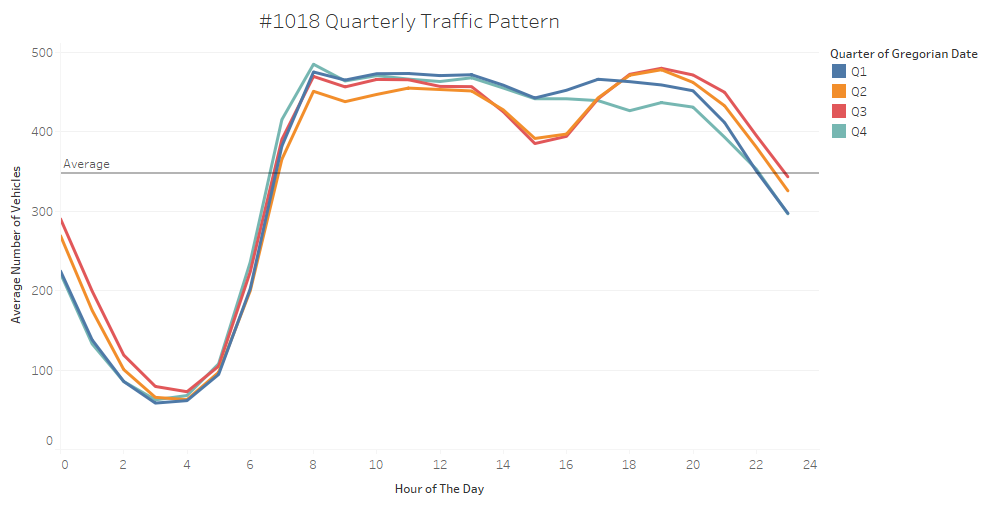 #1018 Quarterly Traffic Pattern
Quarter of Gregorian Date
Q1
Q2
Q3
Q4
Average Number of Vehicles
500
400
Average
300
200
100
0
0 2 4 6 8 10 12 14 16 18 20 22 24
Hour of The Day